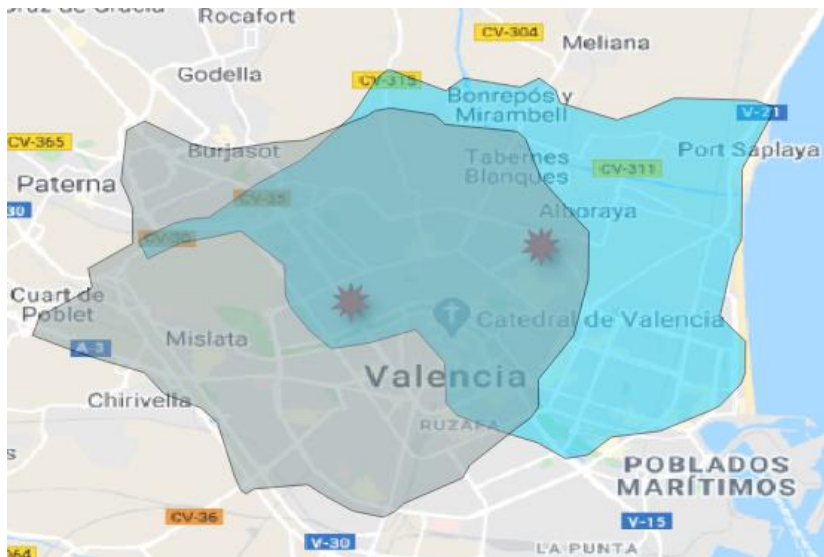 Rocafort
CV-304
Meliana
Godella
CV-315
Bonrepós y
Mirambell
V-21
CV-365
Burjasot
Tabernes
Blanques
Port Saplaya
Paterna
CV-311
CV-35
30
Alboraya
CV-30
Cuart de
Poblet
Catedral de Valencia
Mislata
A-3
Valencia
Chirivella
RUZAFA
s
POBLADOS
MARÍTIMOS
CV-36
V-15
V-30
LA PUNTA